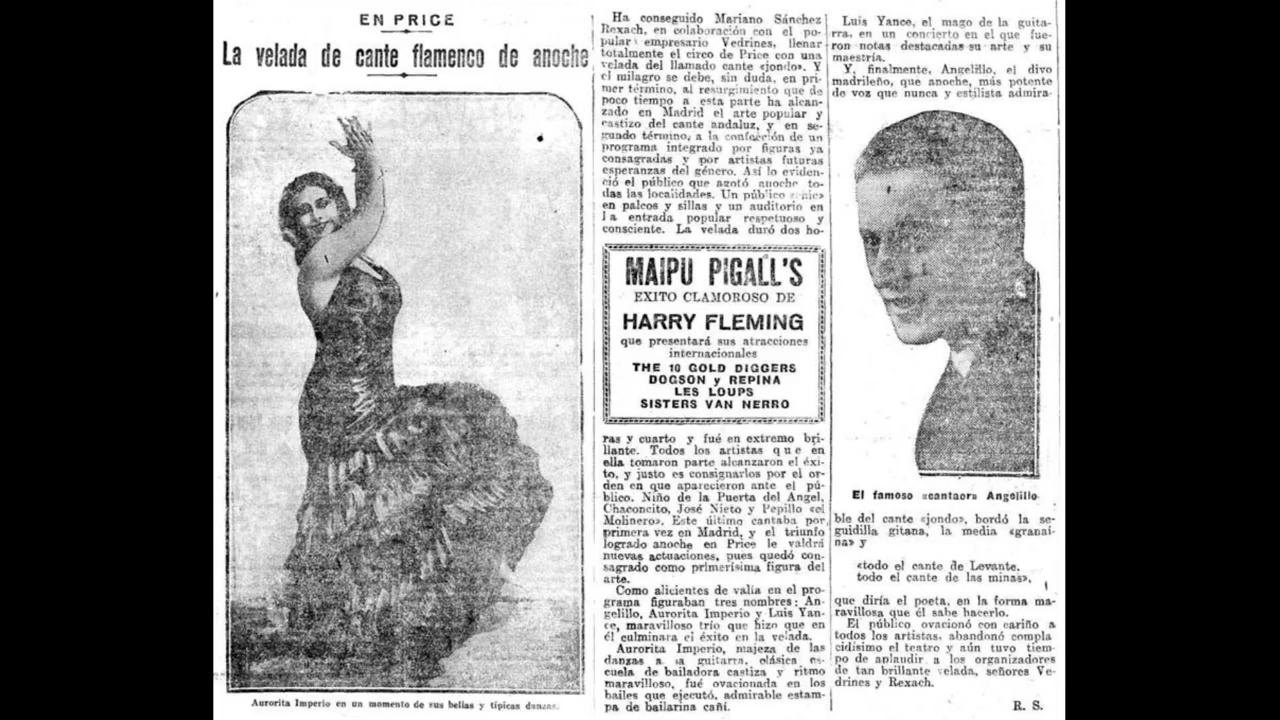 EN PRICE
La velada de cante flamenco de anoche
Aurorita Imperio en un momento de sus bellas y típicas danzas.
Ha conseguido Mariano Sánchez
Rexach, en colaboración con el po-
pular empresario Vedrines, llenar
totalmente el circo de Price con una
velada del llamado cante «jondo». Y
el milagro se debe, sin duda, en pri-
mer término, al resurgimiento que de
poco tiempo a esta parte ha alcan-
zado en Madrid el arte popular y
castizo del cante andaluz, y en se-
gundo término, a la confección de un
programa integrado por figuras ya
consagradas y por artistas futuras
esperanzas del género. Así lo eviden-
ció el público que agotó anoche to-
das las localidades. Un público
en palcos y sillas y un auditorio en
la entrada popular respetuoso y
consciente. La velada duró dos ho-
MAIPU PIGALL'S
EXITO CLAMOROSO DE
HARRY FLEMING
que presentará sus atracciones
internacionales
THE 10 GOLD DIGGERS
DOGSON y REPINA
LES LOUPS
SISTERS VAN NERRO
ras y cuarto y fué en extremo bri-
llante. Todos los artistas que en
ella tomaron parte alcanzaron el éxi-
to, y justo es consignarlos por el or-
den en que aparecieron ante el pú-
blico. Niño de la Puerta del Angel,
Chaconcito, José Nieto y Pepillo «el
Molinero». Este último cantaba por
primera vez en Madrid, y el triunfo
logrado anoche en Price le valdrá
nuevas actuaciones, pues quedó con-
sagrado como primerísima figura del
arte.
Como alicientes de valía en el pro-
grama figuraban tres nombres: An-
gelillo, Aurorita Imperio y Luis Yan-
ce, maravilloso trío que hizo que en
él culminara el éxito en la velada.
Aurorita Imperio, majeza de las
danzas a la guitarra, clásica es-
cuela de bailadora castiza y ritmo
maravilloso, fué ovacionada en los
bailes que ejecutó, admirable estam-
pa de bailarina cañí.
Luis Yance, el mago de la guita-
rra, en un concierto en el que fue-
ron notas destacadas su arte y su
maestría.
Y, finalmente, Angelillo, el divo
madrileño, que anoche, más potente
de voz que nunca y estilista admira-
El famoso «cantaor» Angelillo
ble del cante «jondo», bordó la se-
guidilla gitana, la media «granaí-
na» y
«todo el cante de Levante,
todo el cante de las minas»,
que diría el poeta, en la forma ma-
ravillosa que él sabe hacerlo.
El público ovacionó con cariño a
todos los artistas, abandonó compla
cidísimo el teatro y aún tuvo tiem-
po de aplaudir a los organizadores
de tan brillante velada, señores Ve-
drines y Rexach.
R. S.